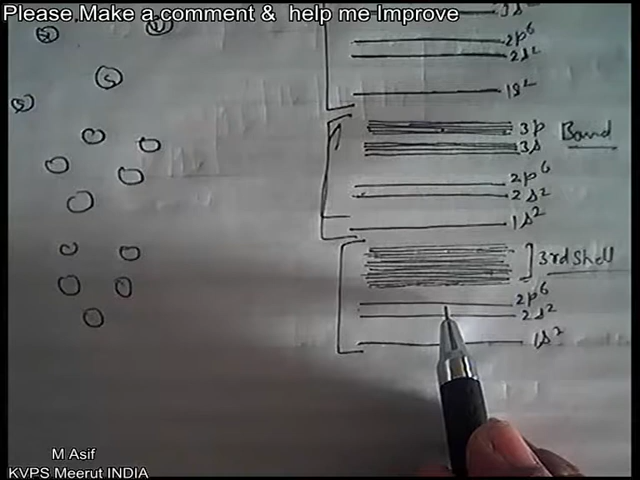 Please Make a comment & help me Improve
3s²
2p⁶
2s²
1s²
3p Band
3s
2p⁶
2s²
1s²
3rd Shell
2p⁶
2s²
1s²
M Asif
KVPS Meerut INDIA